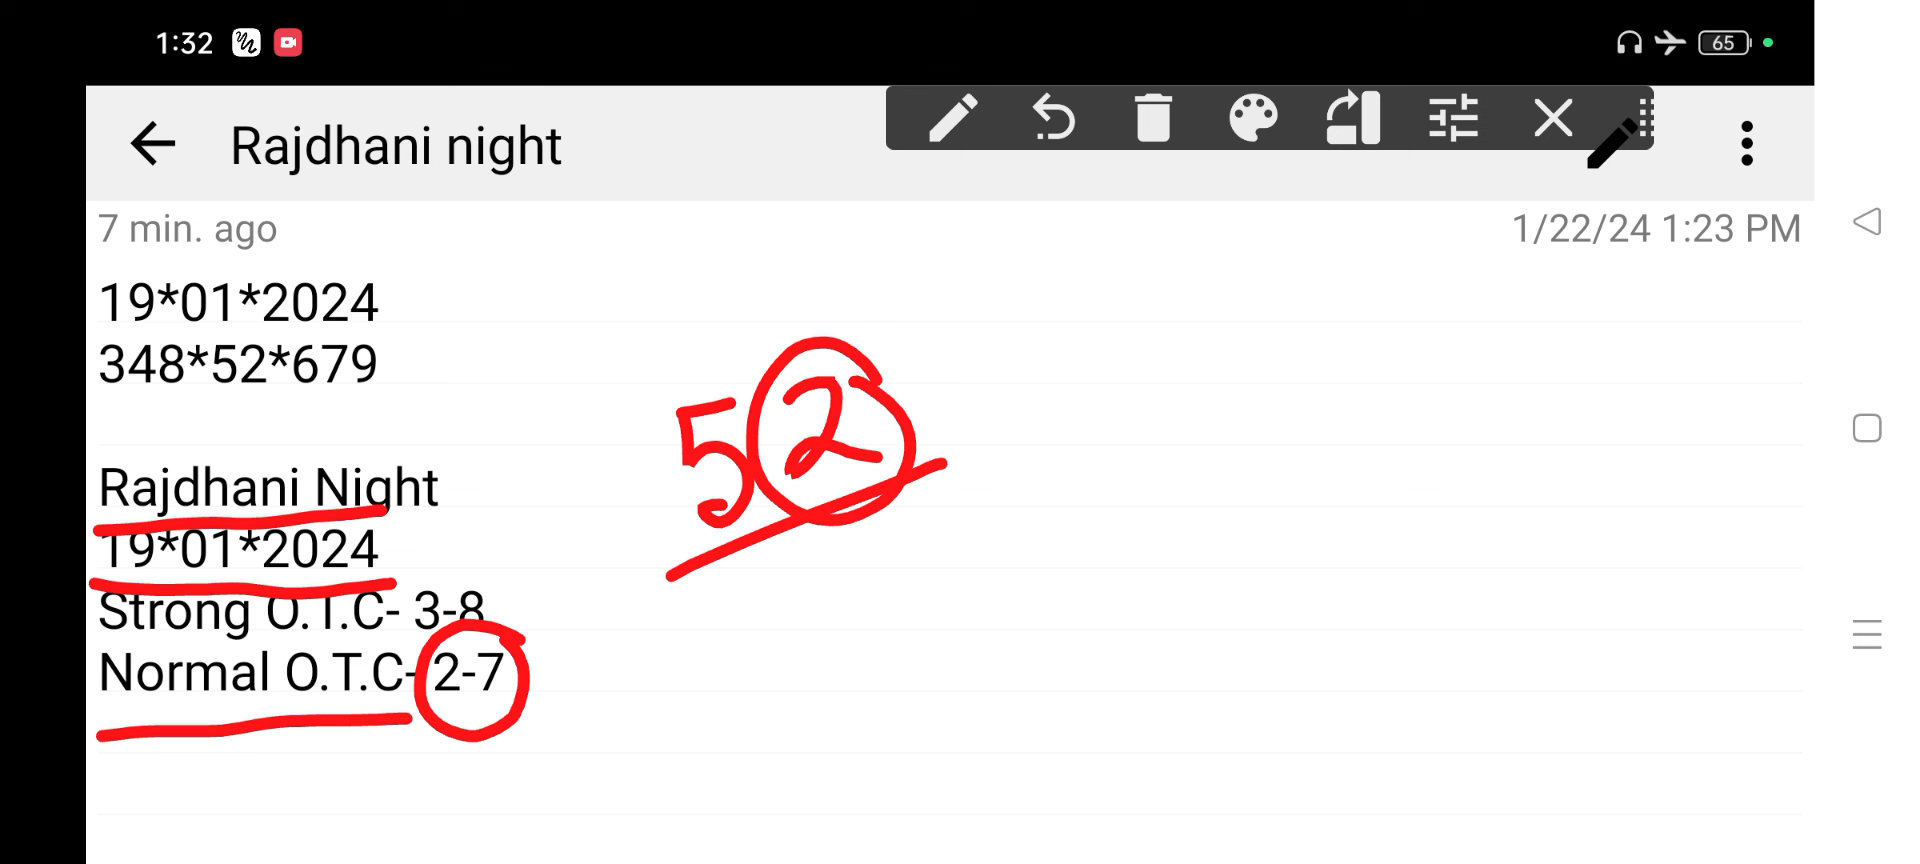 1:32
65
Rajdhani night
7 min. ago
1/22/24 1:23 PM
19*01*2024
348*52*679
52
Rajdhani Night
19*01*2024
Strong O.T.C- 3-8
Normal O.T.C- 2-7